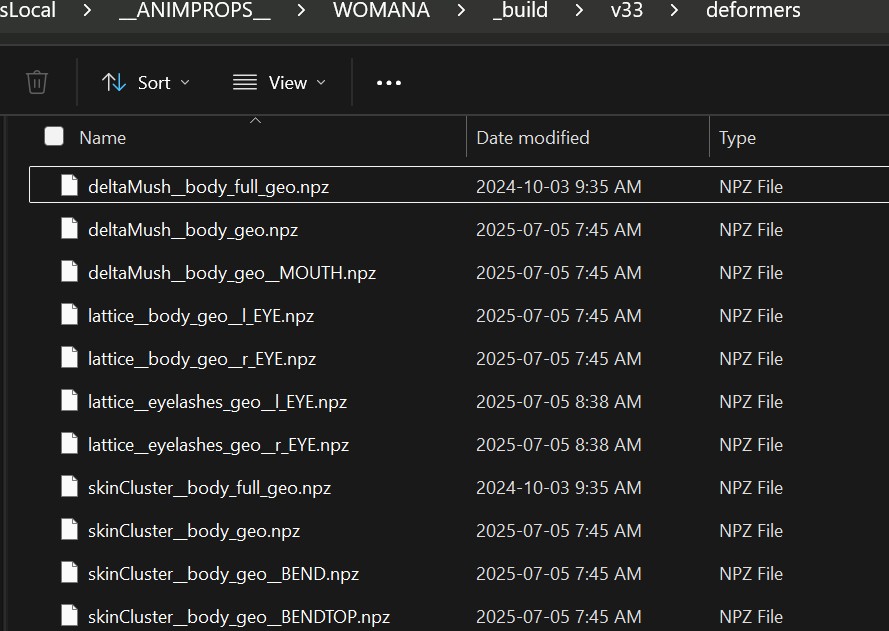 sLocal > __ANIMPROPS__ > WOMANA > _build > v33 > deformers
Sort View •••
Name Date modified Type
deltaMush__body_full_geo.npz 2024-10-03 9:35 AM NPZ File
deltaMush__body_geo.npz 2025-07-05 7:45 AM NPZ File
deltaMush__body_geo__MOUTH.npz 2025-07-05 7:45 AM NPZ File
lattice__body_geo__l_EYE.npz 2025-07-05 7:45 AM NPZ File
lattice__body_geo__r_EYE.npz 2025-07-05 7:45 AM NPZ File
lattice__eyelashes_geo__l_EYE.npz 2025-07-05 8:38 AM NPZ File
lattice__eyelashes_geo__r_EYE.npz 2025-07-05 8:38 AM NPZ File
skinCluster__body_full_geo.npz 2024-10-03 9:35 AM NPZ File
skinCluster__body_geo.npz 2025-07-05 7:45 AM NPZ File
skinCluster__body_geo__BEND.npz 2025-07-05 7:45 AM NPZ File
skinCluster__body_geo__BENDTOP.npz 2025-07-05 7:45 AM NPZ File